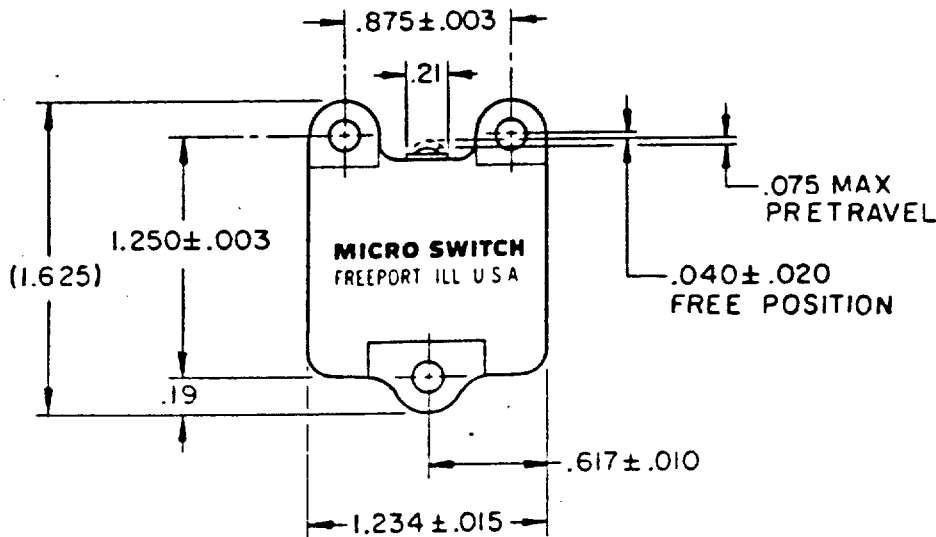 .875±.003
.21
.075 MAX
PRETRAVEL
1.250±.003
MICRO SWITCH
FREEPORT ILL U S A
(1.625)
.040±.020
FREE POSITION
.19
.617±.010
1.234±.015